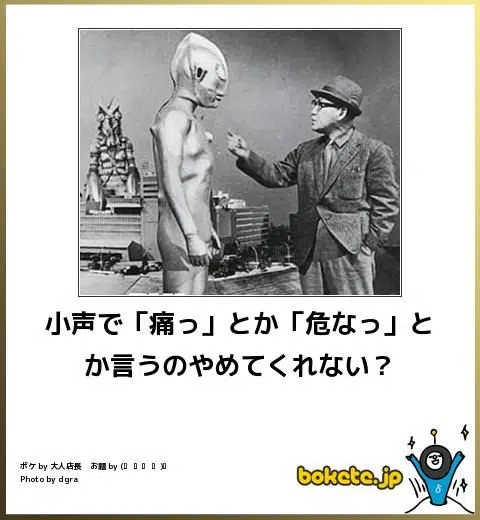 小声で「痛っ」とか「危なっ」と
か言うのやめてくれない？
ボケ by 大人店長　お題 by (
Photo by dgra
bokete.jp